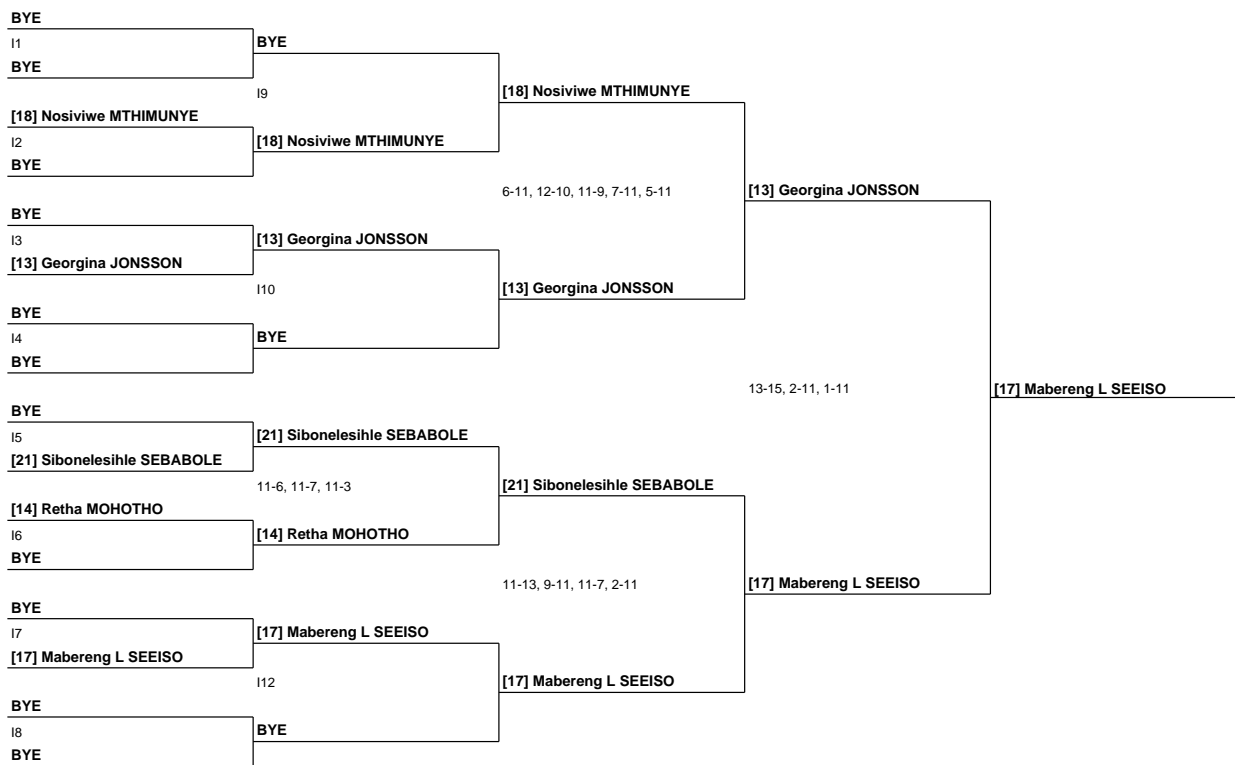 BYE
I1
BYE
BYE
I9
[18] Nosiviwe MTHIMUNYE
[18] Nosiviwe MTHIMUNYE
I2
[18] Nosiviwe MTHIMUNYE
BYE
6-11, 12-10, 11-9, 7-11, 5-11
[13] Georgina JONSSON
BYE
I3
[13] Georgina JONSSON
[13] Georgina JONSSON
I10
[13] Georgina JONSSON
BYE
I4
BYE
BYE
13-15, 2-11, 1-11
[17] Mabereng L SEEISO
BYE
I5
[21] Sibonelesihle SEBABOLE
[21] Sibonelesihle SEBABOLE
11-6, 11-7, 11-3
[21] Sibonelesihle SEBABOLE
[14] Retha MOHOTHO
I6
[14] Retha MOHOTHO
BYE
11-13, 9-11, 11-7, 2-11
[17] Mabereng L SEEISO
BYE
I7
[17] Mabereng L SEEISO
[17] Mabereng L SEEISO
I12
[17] Mabereng L SEEISO
BYE
I8
BYE
BYE